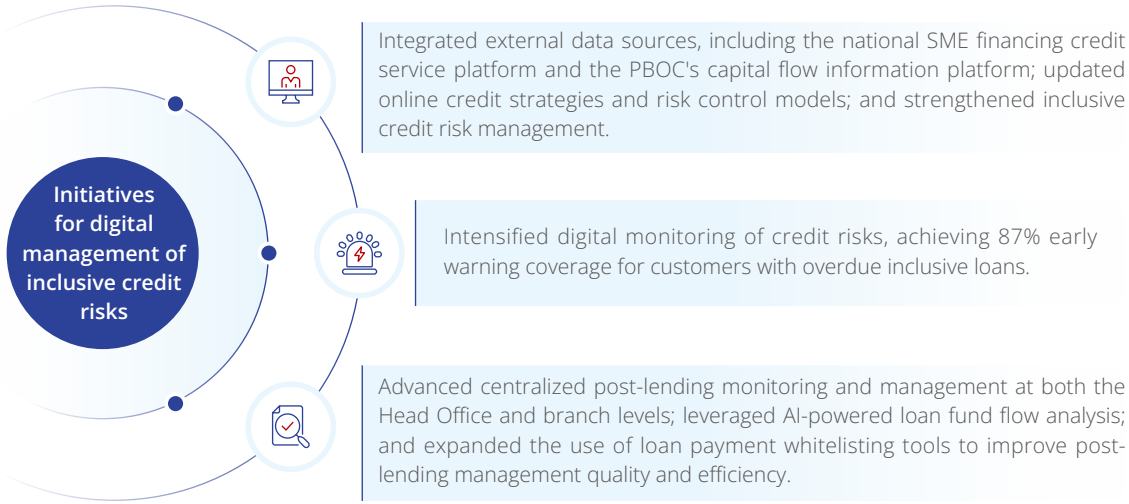 Initiatives
for digital
management of
inclusive credit
risks
Integrated external data sources, including the national SME financing credit
service platform and the PBOC's capital flow information platform; updated
online credit strategies and risk control models; and strengthened inclusive
credit risk management.
Intensified digital monitoring of credit risks, achieving 87% early
warning coverage for customers with overdue inclusive loans.
Advanced centralized post-lending monitoring and management at both the
Head Office and branch levels; leveraged AI-powered loan fund flow analysis;
and expanded the use of loan payment whitelisting tools to improve post-
lending management quality and efficiency.